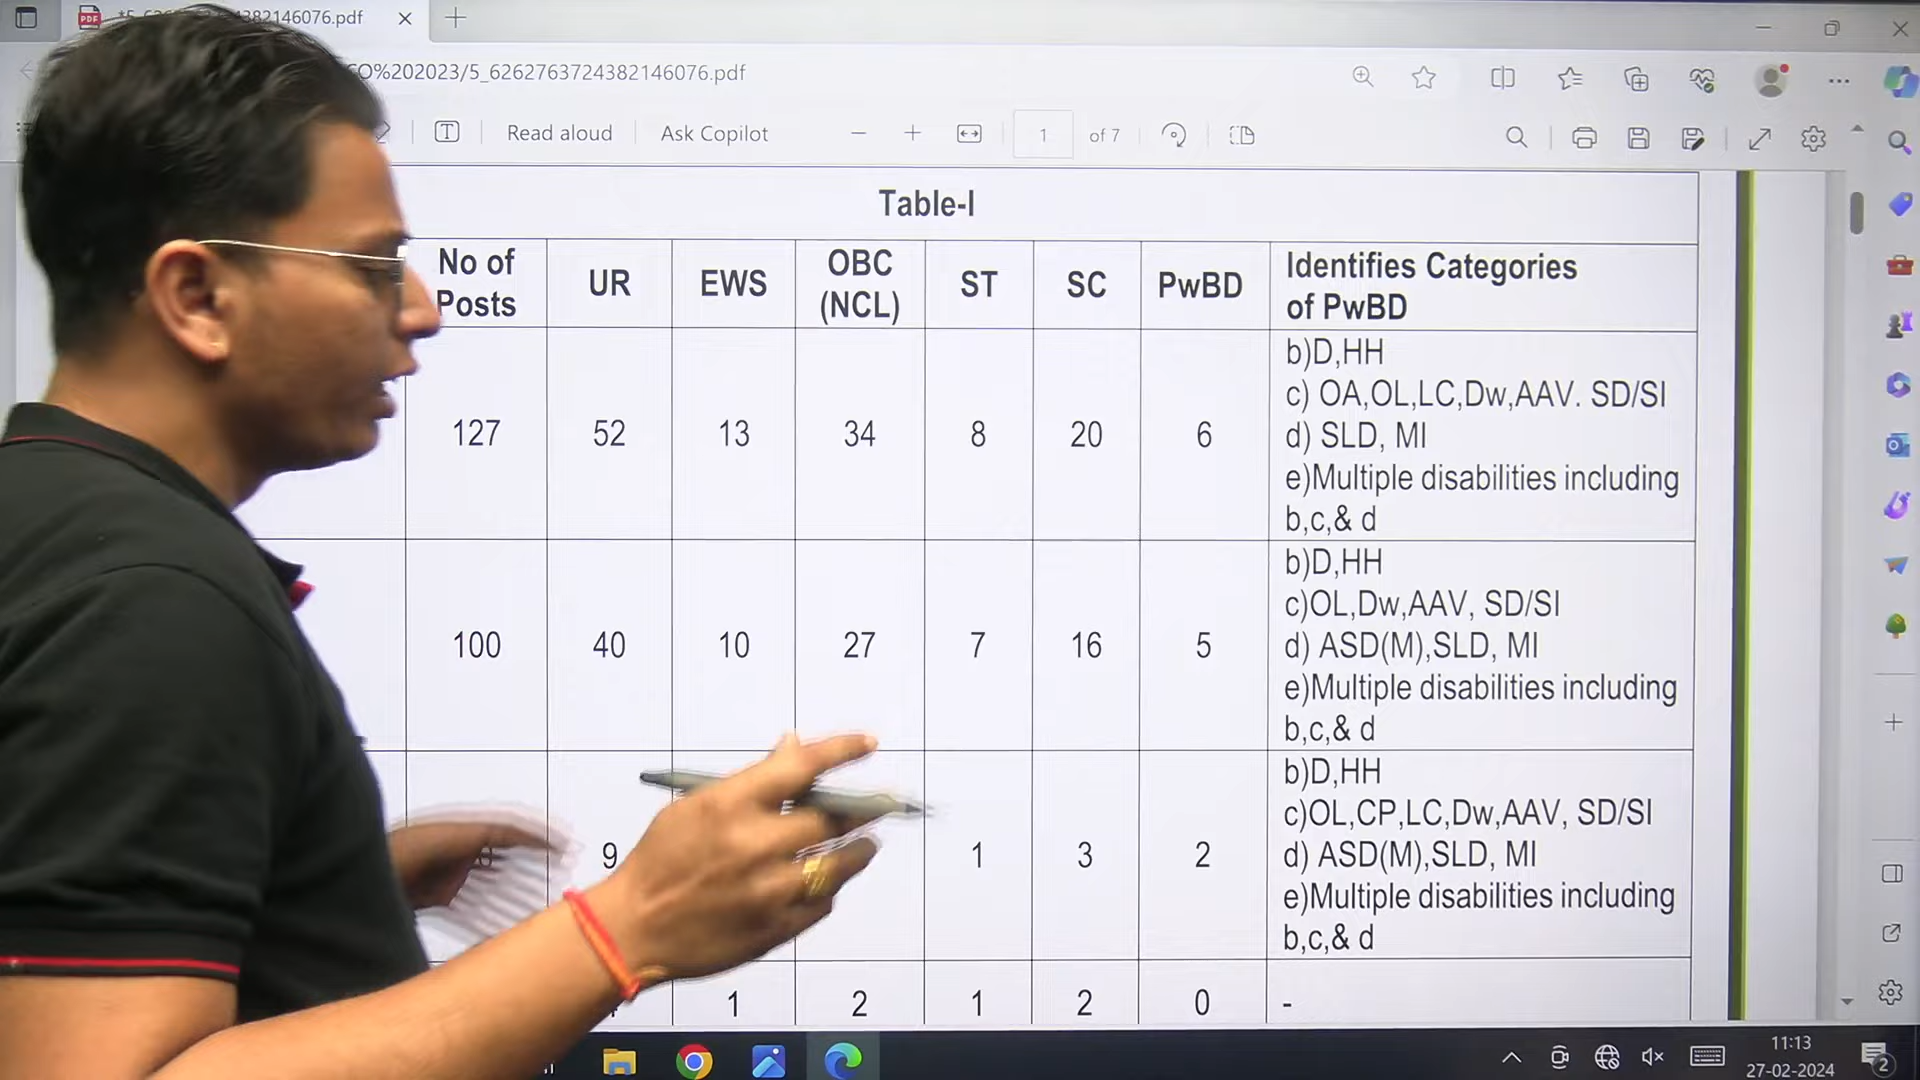 4382146076.pdf
O%202023/5_6262763724382146076.pdf
Read aloud
Ask Copilot
1
of 7
Table-I
No of Posts
UR
EWS
OBC (NCL)
ST
SC
PwBD
Identifies Categories
of PwBD
127
52
13
34
8
20
6
b)D,HH
c) OA,OL,LC,Dw,AAV. SD/SI
d) SLD, MI
e)Multiple disabilities including
b,c,& d
100
40
10
27
7
16
5
b)D,HH
c)OL,Dw,AAV, SD/SI
d) ASD(M),SLD, MI
e)Multiple disabilities including
b,c,& d
9
1
3
2
b)D,HH
c)OL,CP,LC,Dw,AAV, SD/SI
d) ASD(M),SLD, MI
e)Multiple disabilities including
b,c,& d
1
2
1
2
0
-
11:13
27-02-2024
2